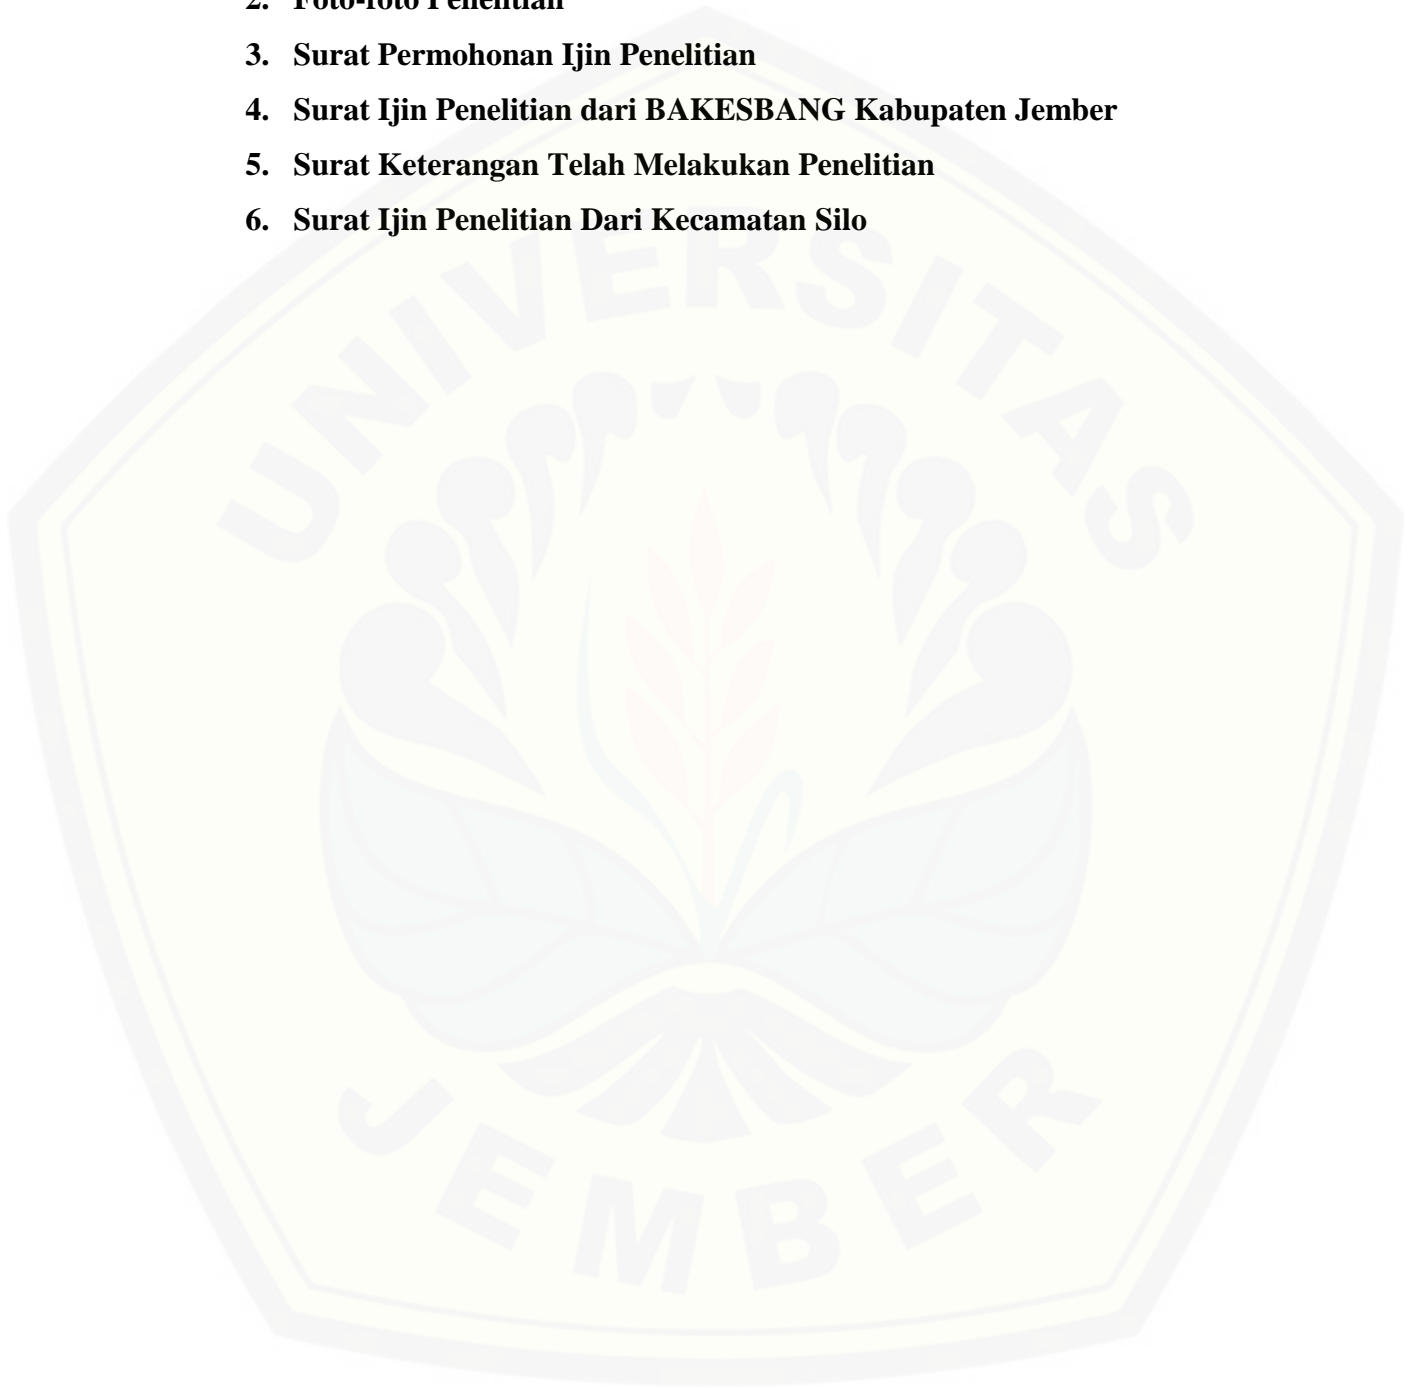 2. Foto-foto Penelitian
3. Surat Permohonan Ijin Penelitian
4. Surat Ijin Penelitian dari BAKESBANG Kabupaten Jember
5. Surat Keterangan Telah Melakukan Penelitian
6. Surat Ijin Penelitian Dari Kecamatan Silo
UNIVERSITAS
JEMBER